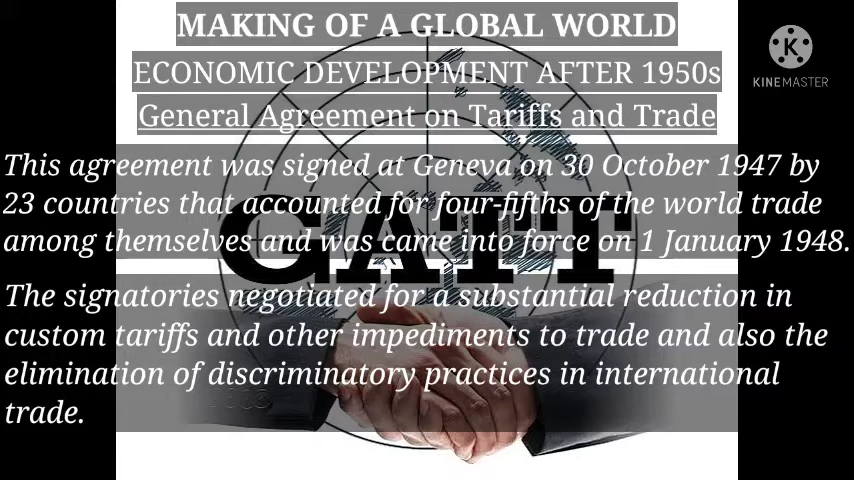 MAKING OF A GLOBAL WORLD
ECONOMIC DEVELOPMENT AFTER 1950s
General Agreement on Tariffs and Trade
K
KINEMASTER
This agreement was signed at Geneva on 30 October 1947 by
23 countries that accounted for four-fifths of the world trade
among themselves and was came into force on 1 January 1948.
GATT
The signatories negotiated for a substantial reduction in
custom tariffs and other impediments to trade and also the
elimination of discriminatory practices in international
trade.